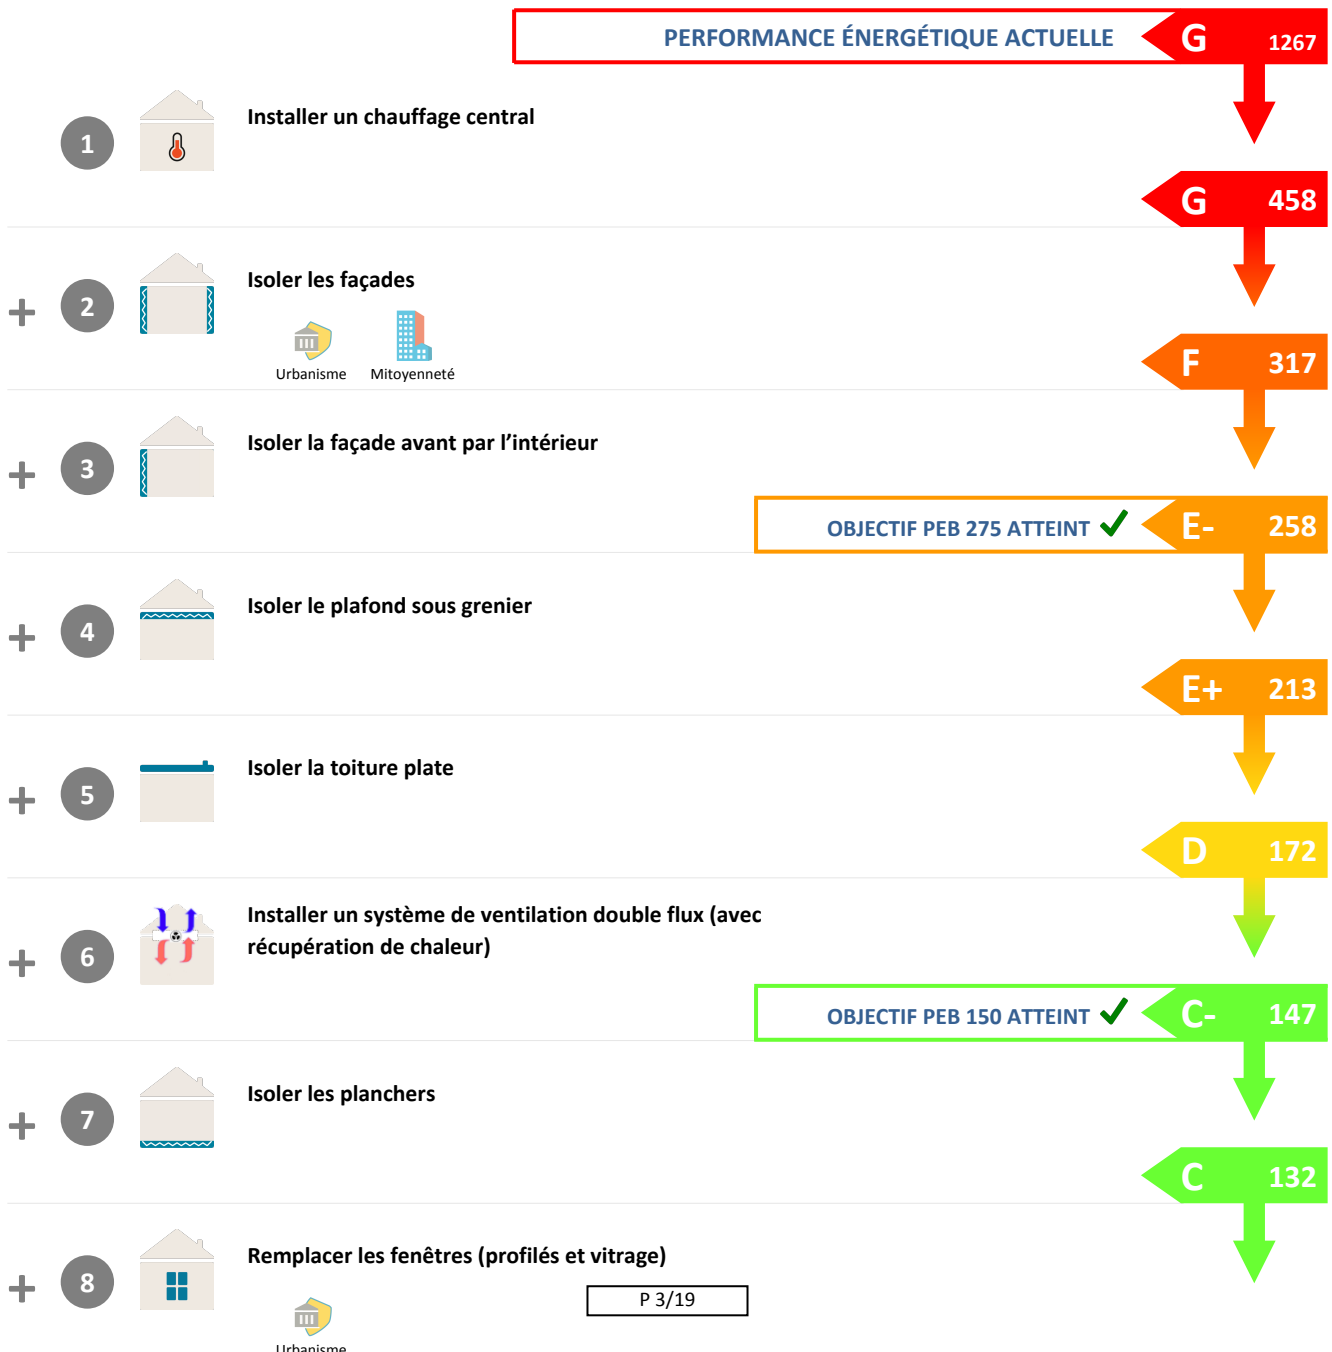 PERFORMANCE ÉNERGÉTIQUE ACTUELLE G 1267
1 Installer un chauffage central
G 458
+ 2 Isoler les façades
Urbanisme Mitoyenneté
F 317
+ 3 Isoler la façade avant par l’intérieur
OBJECTIF PEB 275 ATTEINT E- 258
+ 4 Isoler le plafond sous grenier
E+ 213
+ 5 Isoler la toiture plate
D 172
+ 6 Installer un système de ventilation double flux (avec
récupération de chaleur)
OBJECTIF PEB 150 ATTEINT C- 147
+ 7 Isoler les planchers
C 132
+ 8 Remplacer les fenêtres (profilés et vitrage)
P 3/19
Urbanisme